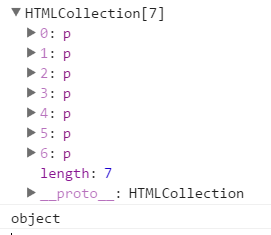 ▼HTMLCollection[7]
▶0: p
▶1: p
▶2: p
▶3: p
▶4: p
▶5: p
▶6: p
length: 7
▶__proto__: HTMLCollection
object